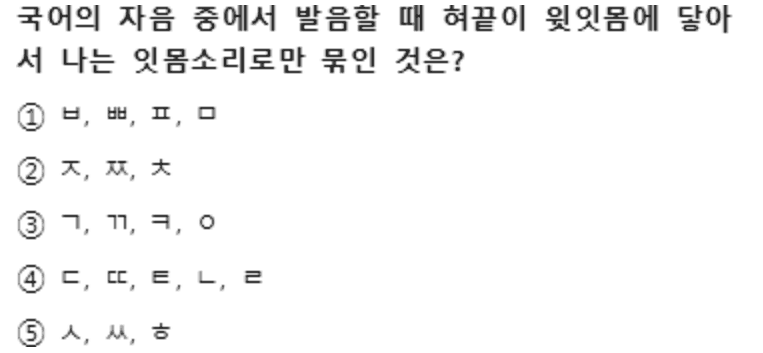 국어의 자음 중에서 발음할 때 혀끝이 윗잇몸에 닿아
서 나는 잇몸소리로만 묶인 것은?
① ㅂ, ㅃ, ㅍ, ㅁ
② ㅈ, ㅉ, ㅊ
③ ㄱ, ㄲ, ㅋ, ㅇ
④ ㄷ, ㄸ, ㅌ, ㄴ, ㄹ
⑤ ㅅ, ㅆ, ㅎ